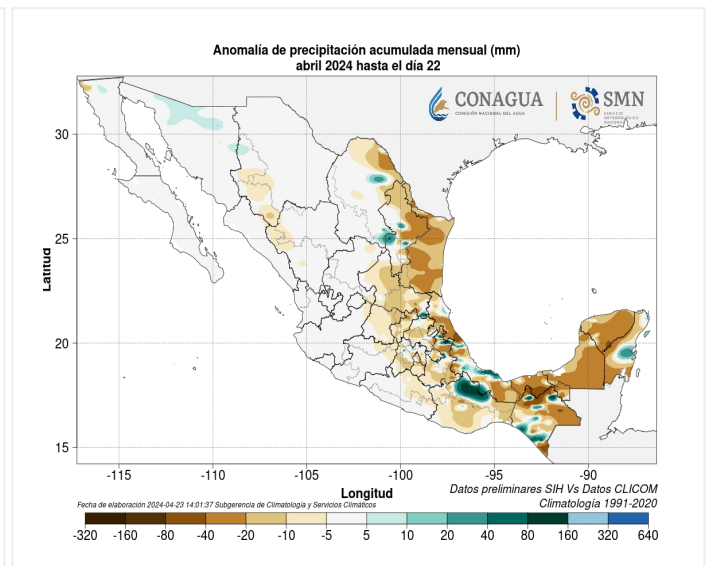 Anomalía de precipitación acumulada mensual (mm)
abril 2024 hasta el día 22
CONAGUA
COMISIÓN NACIONAL DEL AGUA
SMN
SERVICIO
METEOROLÓGICO
NACIONAL
Latitud
30
25
20
15
-115 -110 -105 -100 -95 -90
Longitud
Datos preliminares SIH Vs Datos CLICOM
Fecha de elaboración 2024-04-23 14:01:37 Subgerencia de Climatología y Servicios Climáticos
Climatología 1991-2020
-320 -160 -80 -40 -20 -10 -5 5 10 20 40 80 160 320 640